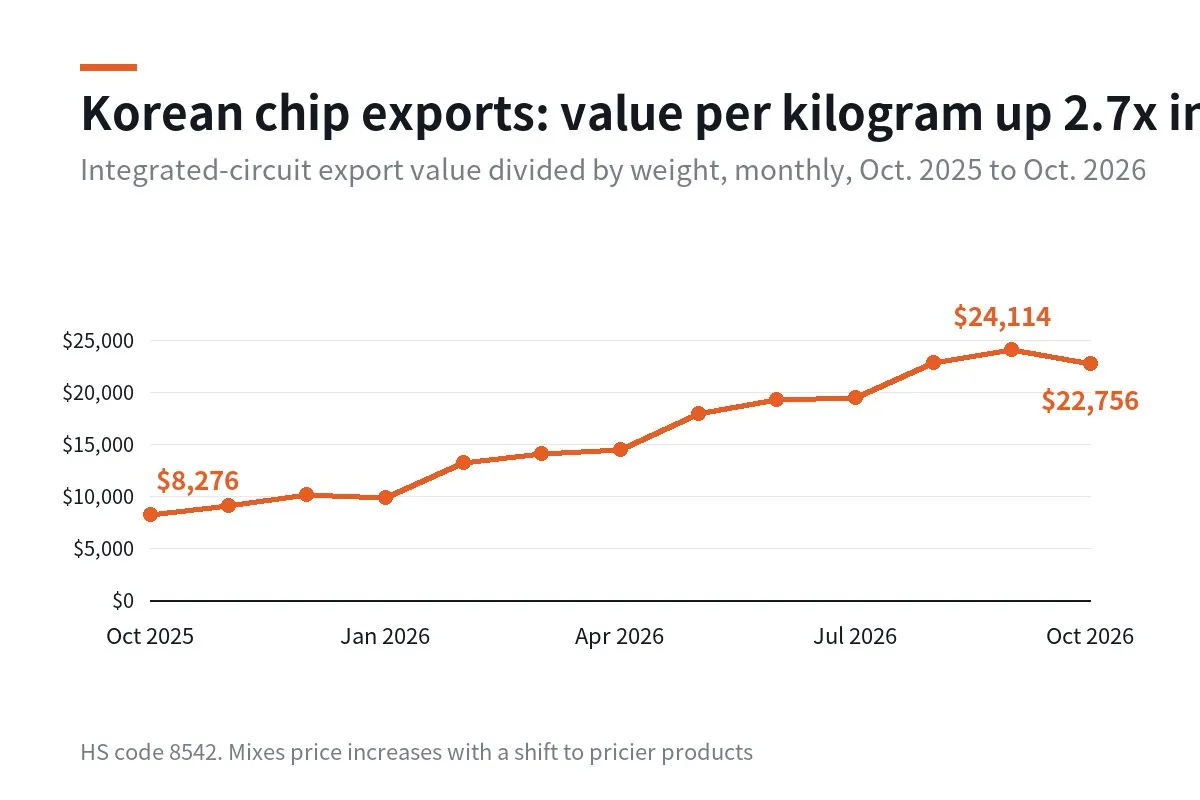 Korean chip exports: value per kilogram up 2.7x
Integrated-circuit export value divided by weight, monthly, Oct. 2025 to Oct. 2026
$24,114
$25,000
$22,756
$20,000
$15,000
$8,276
$10,000
$5,000
$0
Oct 2025 Jan 2026 Apr 2026 Jul 2026 Oct 2026
HS code 8542. Mixes price increases with a shift to pricier products